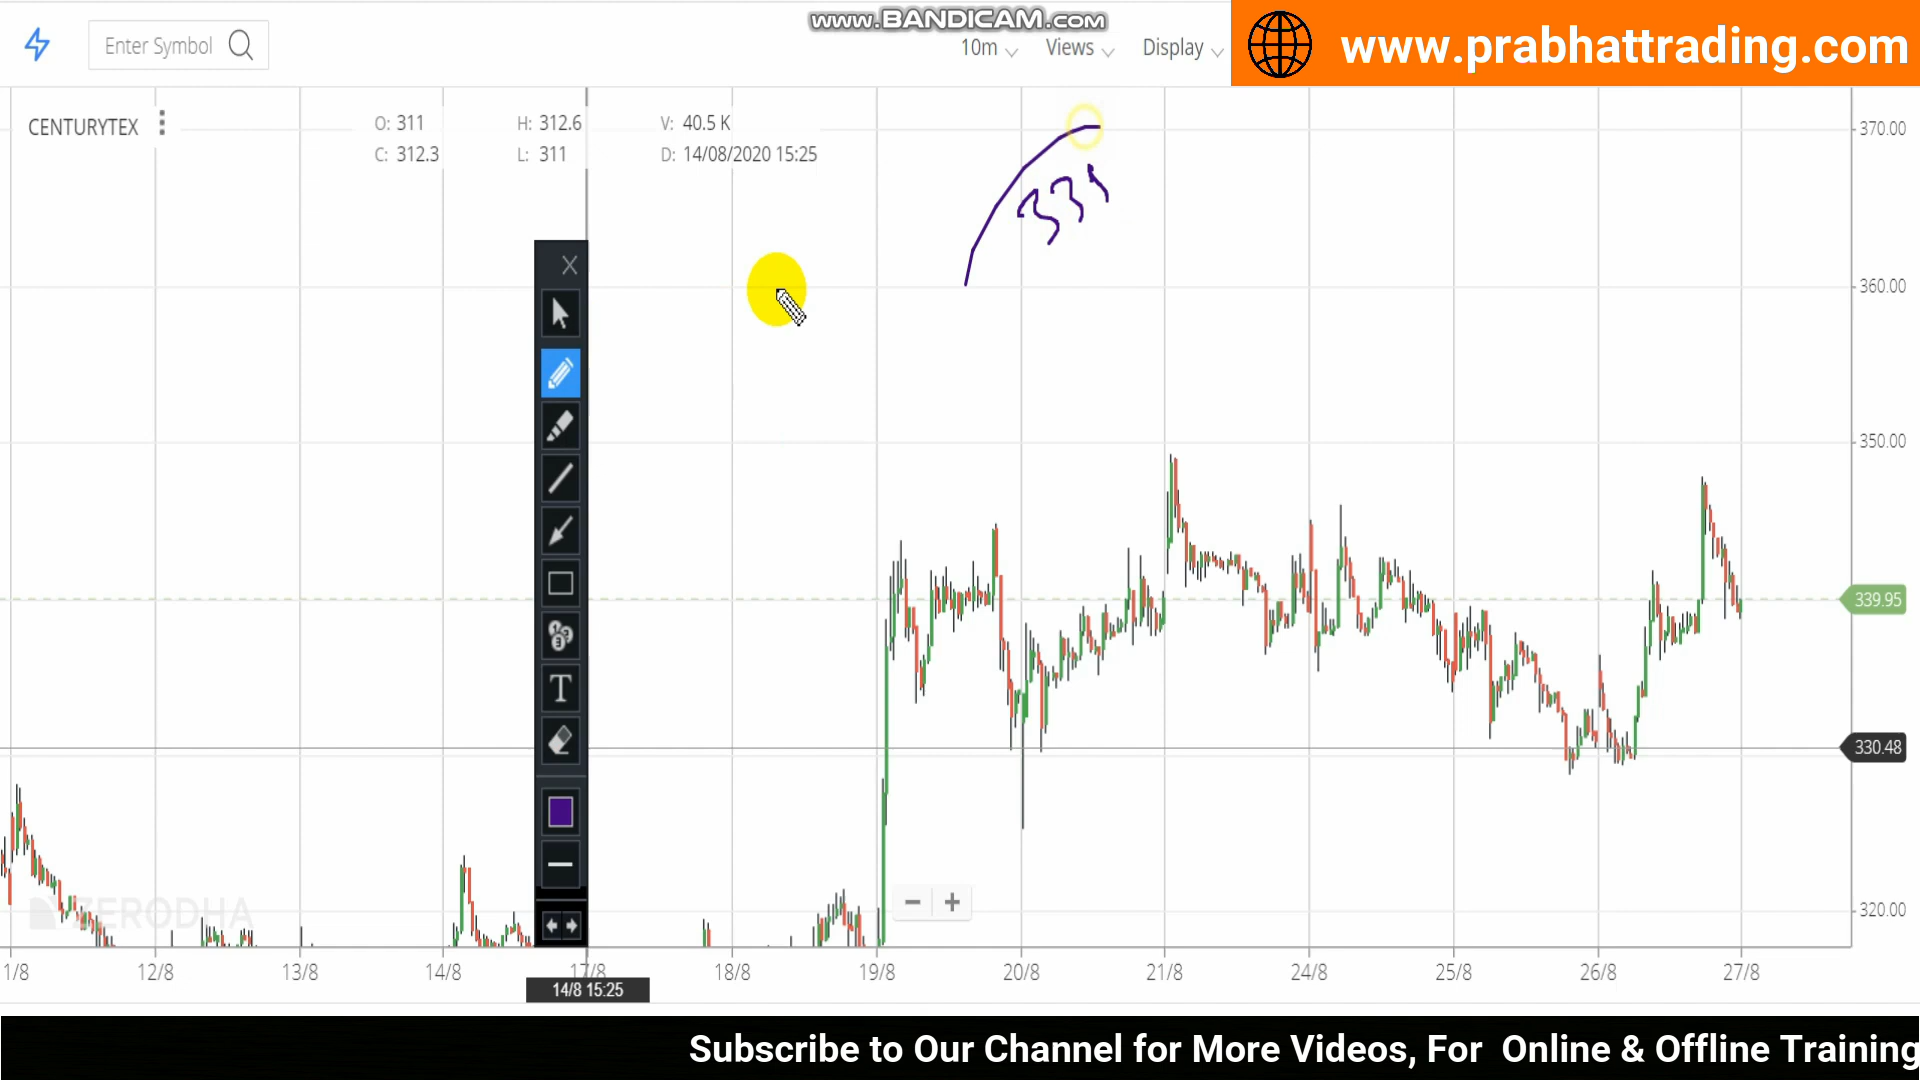 www.BANDICAM.com
Enter Symbol
10m Views Display
www.prabhattrading.com
CENTURYTEX
O: 311 H: 312.6 V: 40.5 K
C: 312.3 L: 311 D: 14/08/2020 15:25
370.00
360.00
350.00
339.95
330.48
320.00
X
T
ZERODHA
1/8 12/8 13/8 14/8 17/8 18/8 19/8 20/8 21/8 24/8 25/8 26/8 27/8
14/8 15:25
Subscribe to Our Channel for More Videos, For Online & Offline Training